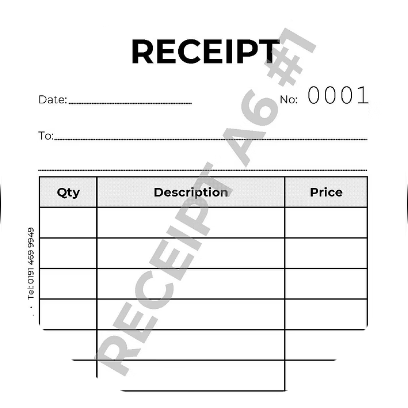 RECEIPT
Date:
No: 0001
To:
Qty Description Price
Tel: 0191 469 9949
RECEIPT A6 #1